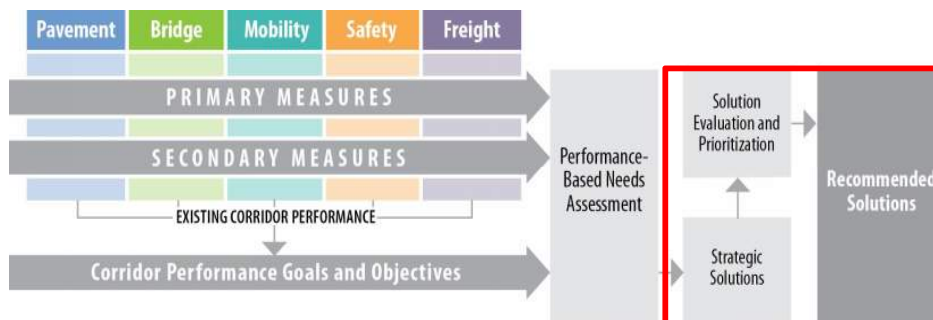 Pavement
Bridge
Mobility
Safety
Freight
PRIMARY MEASURES
SECONDARY MEASURES
EXISTING CORRIDOR PERFORMANCE
Corridor Performance Goals and Objectives
Performance-
Based Needs
Assessment
Strategic
Solutions
Solution
Evaluation and
Prioritization
Recommended
Solutions